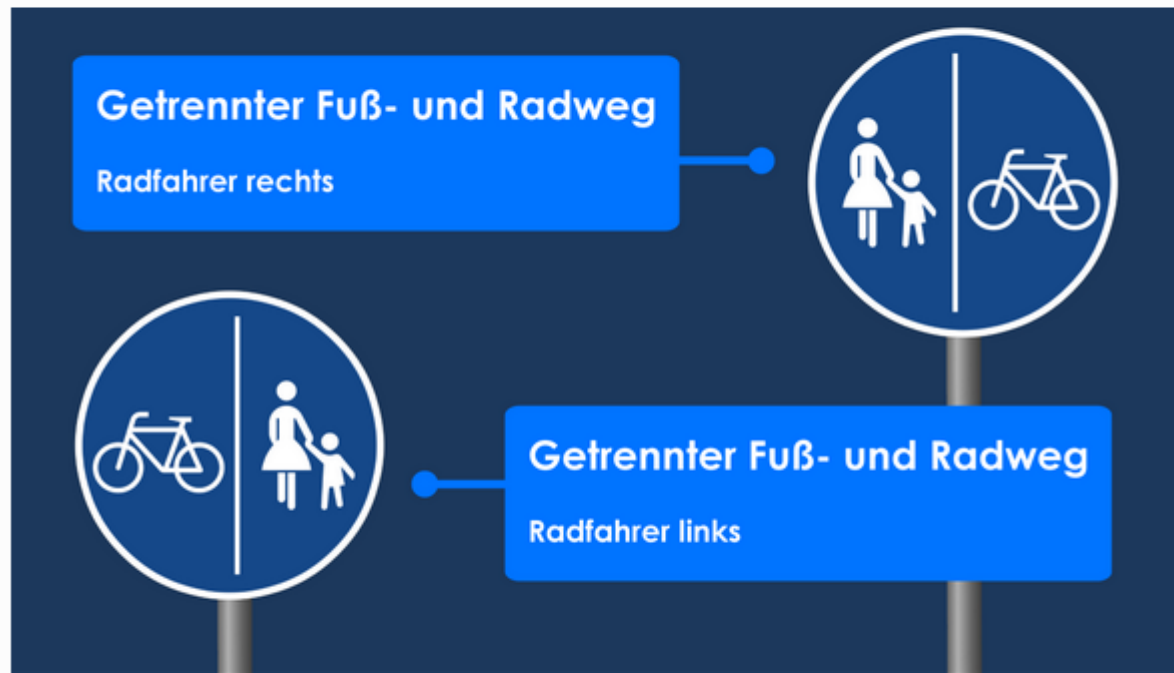 Getrennter Fuß- und Radweg
Radfahrer rechts
Getrennter Fuß- und Radweg
Radfahrer links